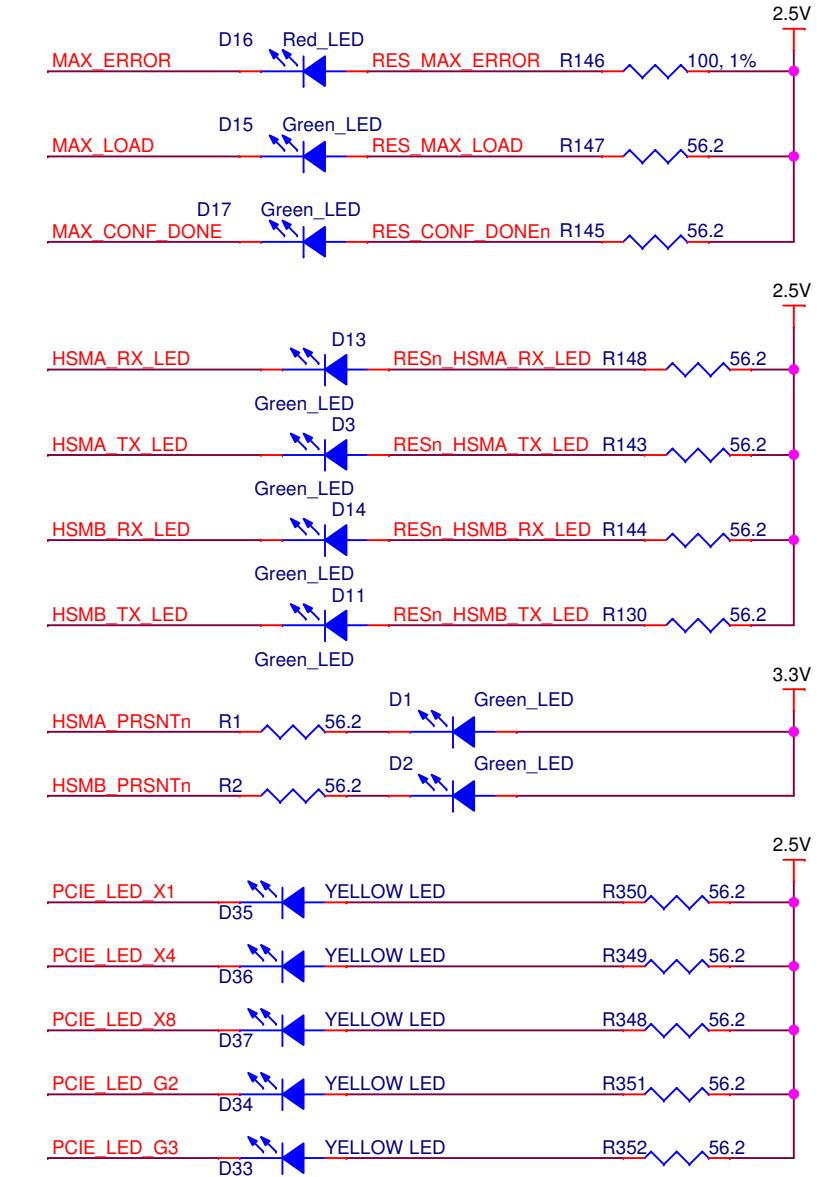 2.5V
D16 Red_LED
MAX_ERROR RES_MAX_ERROR R146 100, 1%
D15 Green_LED
MAX_LOAD RES_MAX_LOAD R147 56.2
D17 Green_LED
MAX_CONF_DONE RES_CONF_DONEn R145 56.2
2.5V
D13
HSMA_RX_LED RESn_HSMA_RX_LED R148 56.2
Green_LED
D3
HSMA_TX_LED RESn_HSMA_TX_LED R143 56.2
Green_LED
D14
HSMB_RX_LED RESn_HSMB_RX_LED R144 56.2
Green_LED
D11
HSMB_TX_LED RESn_HSMB_TX_LED R130 56.2
Green_LED
3.3V
D1 Green_LED
HSMA_PRSNTn R1 56.2
D2 Green_LED
HSMB_PRSNTn R2 56.2
2.5V
PCIE_LED_X1 YELLOW LED R350 56.2
D35
PCIE_LED_X4 YELLOW LED R349 56.2
D36
PCIE_LED_X8 YELLOW LED R348 56.2
D37
PCIE_LED_G2 YELLOW LED R351 56.2
D34
PCIE_LED_G3 YELLOW LED R352 56.2
D33